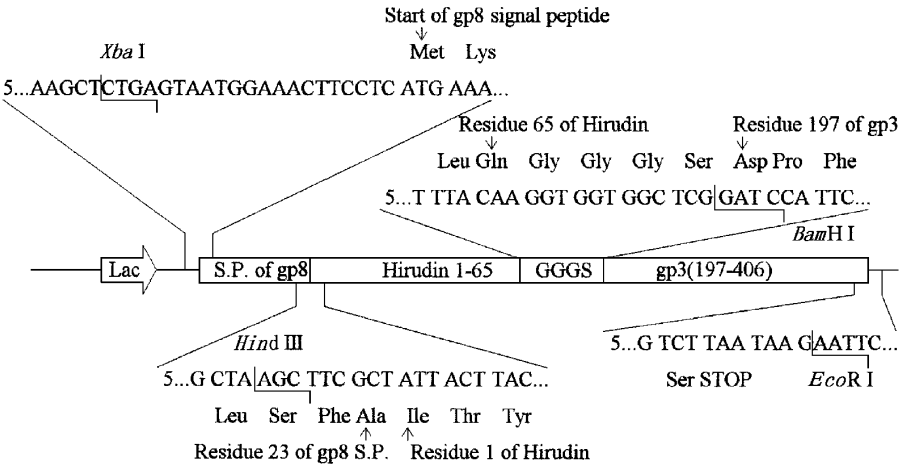 Start of gp8 signal peptide
Xba I
Met Lys
5...AAGCTCTGAGTAATGGAAACTTCCTC ATG AAA...
Residue 65 of Hirudin
Residue 197 of gp3
Leu Gln Gly Gly Gly Ser Asp Pro Phe
5...T TTA CAA GGT GGT GGC TCG GAT CCA TTC...
BamH I
Lac
S.P. of gp8
Hirudin 1-65
GGGS
gp3(197-406)
Hind III
5...G CTA AGC TTC GCT ATT ACT TAC...
Leu Ser Phe Ala Ile Thr Tyr
Residue 23 of gp8 S.P.
Residue 1 of Hirudin
5...G TCT TAA TAA GAATTC...
Ser STOP
EcoR I